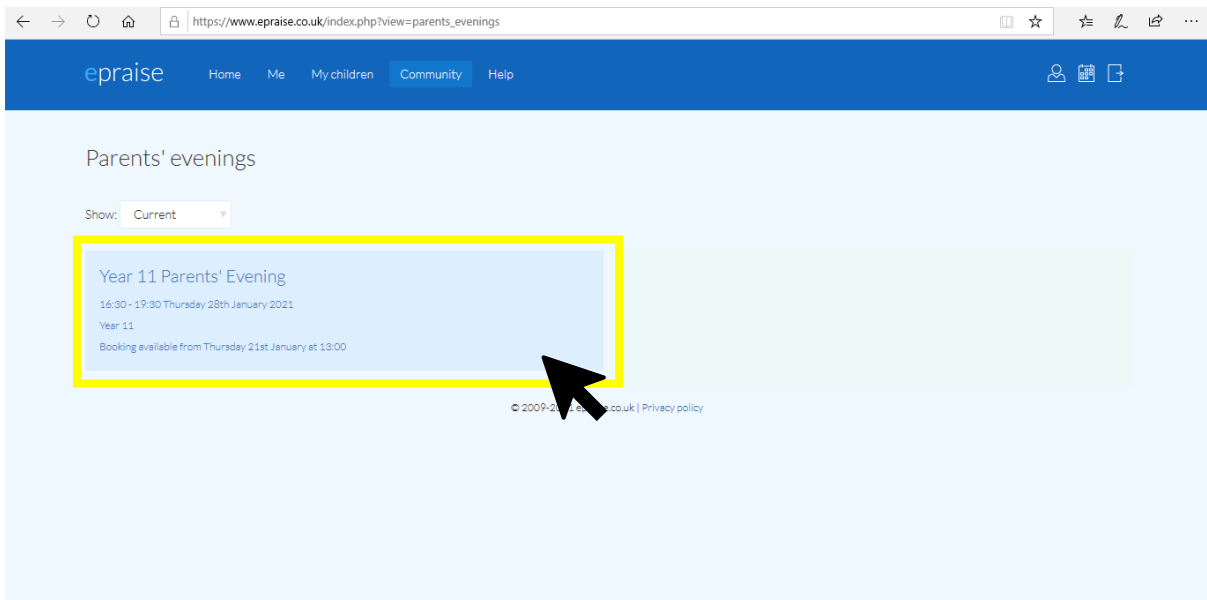 https://www.epraise.co.uk/index.php?view=parents_evenings
epraise Home Me My children Community Help
Parents' evenings
Show: Current
Year 11 Parents' Evening
16:30 - 19:30 Thursday 28th January 2021
Year 11
Booking available from Thursday 21st January at 13:00
© 2009- .co.uk | Privacy policy